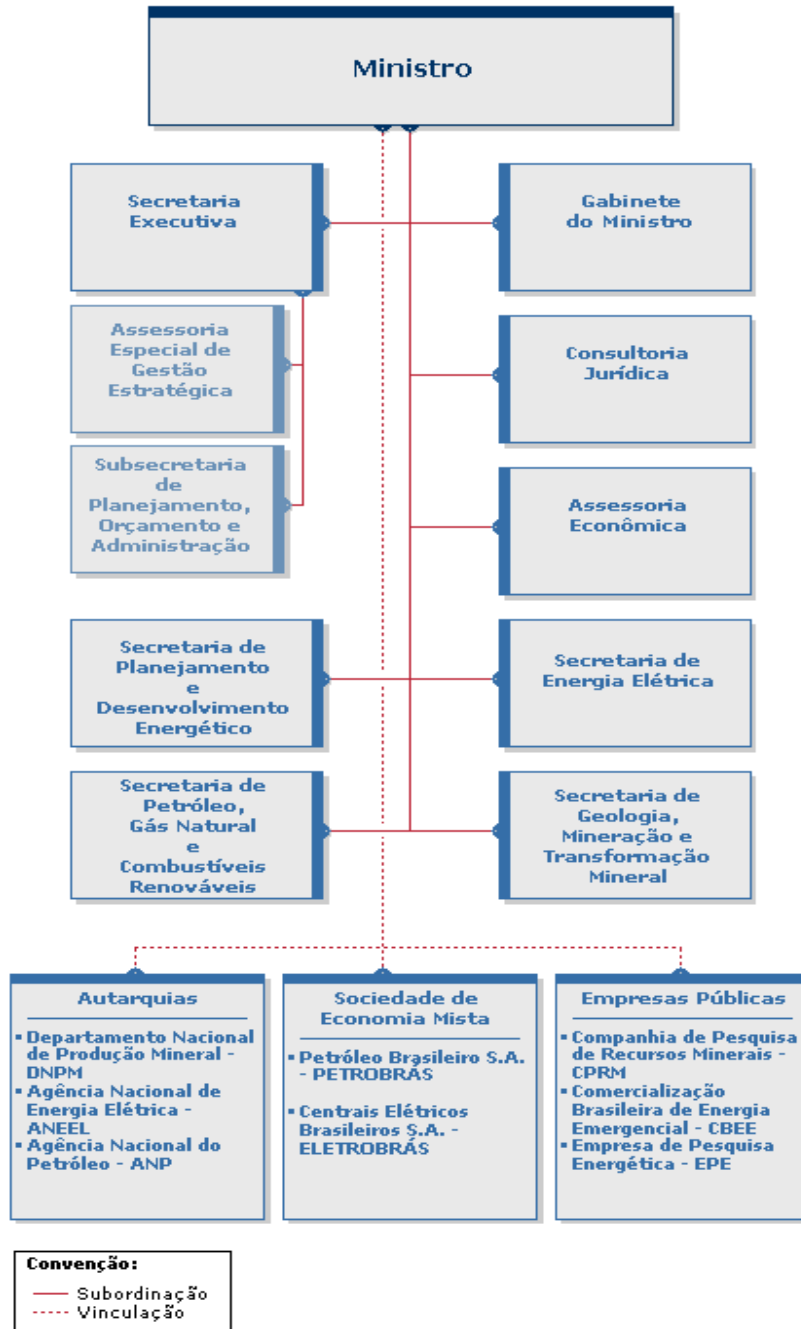 Ministro
Secretaria
Executiva
Gabinete
do Ministro
Assessoria
Especial de
Gestão
Estratégica
Consultoria
Jurídica
Subsecretaria
de
Planejamento,
Orçamento e
Administração
Assessoria
Econômica
Secretaria de
Planejamento
e
Desenvolvimento
Energético
Secretaria de
Energia Elétrica
Secretaria de
Petróleo,
Gás Natural
e
Combustíveis
Renováveis
Secretaria de
Geologia,
Mineração e
Transformação
Mineral
Autarquias
▪ Departamento Nacional
de Produção Mineral -
DNPM
▪ Agência Nacional de
Energia Elétrica -
ANEEL
▪ Agência Nacional do
Petróleo - ANP
Sociedade de
Economia Mista
▪ Petróleo Brasileiro S.A.
- PETROBRÁS
▪ Centrais Elétricos
Brasileiros S.A. -
ELETROBRÁS
Empresas Públicas
▪ Companhia de Pesquisa
de Recursos Minerais -
CPRM
▪ Comercialização
Brasileira de Energia
Emergencial - CBEE
▪ Empresa de Pesquisa
Energética - EPE
Convenção:
Subordinação
Vinculação